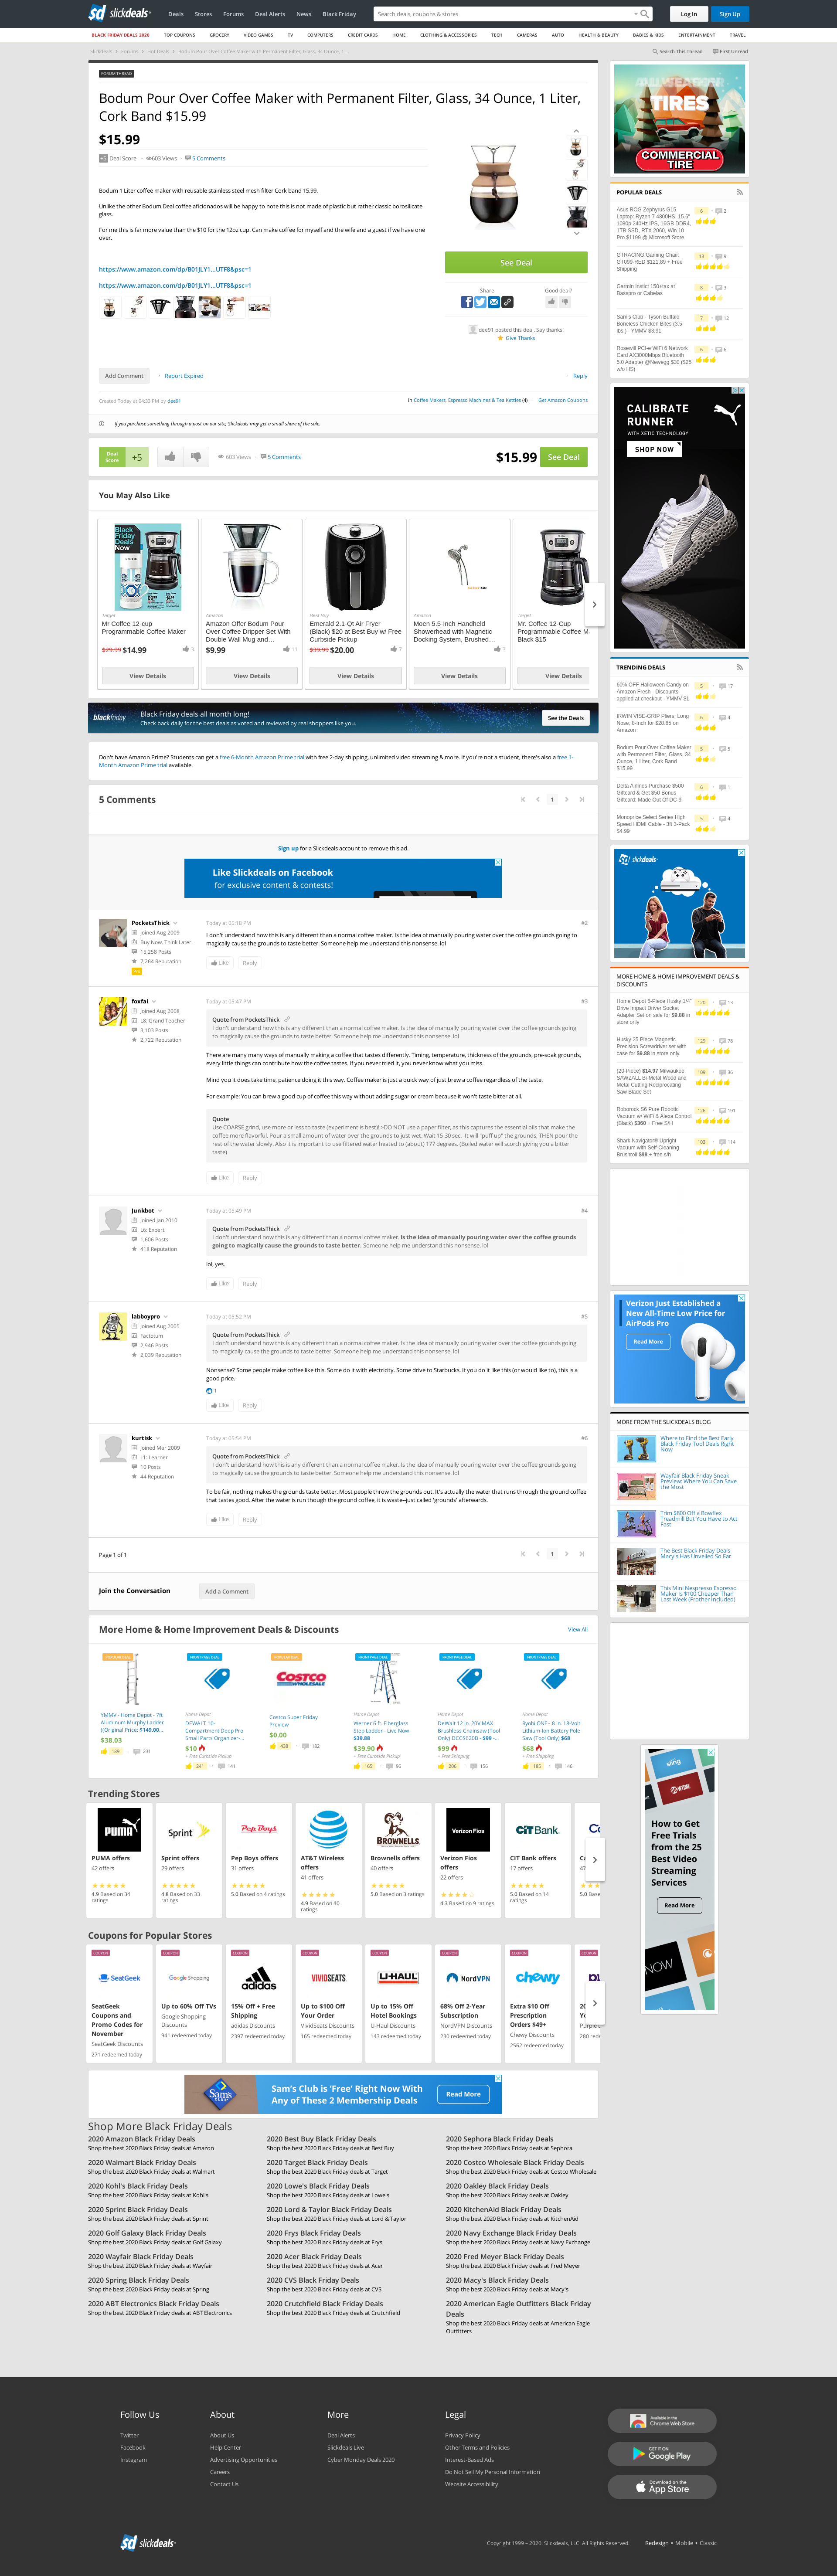 sd slickdeals
Deals Stores Forums Deal Alerts News Black Friday
Search deals, coupons & stores
Log In Sign Up
BLACK FRIDAY DEALS 2020 TOP COUPONS GROCERY VIDEO GAMES TV COMPUTERS CREDIT CARDS HOME CLOTHING & ACCESSORIES TECH CAMERAS AUTO HEALTH & BEAUTY BABIES & KIDS ENTERTAINMENT TRAVEL
Slickdeals > Forums > Hot Deals > Bodum Pour Over Coffee Maker with Permanent Filter, Glass, 34 Ounce, 1 ...
Search This Thread First Unread
FORUM THREAD
Bodum Pour Over Coffee Maker with Permanent Filter, Glass, 34 Ounce, 1 Liter,
Cork Band $15.99
$15.99
+5 Deal Score 603 Views 5 Comments
Bodum 1 Liter coffee maker with reusable stainless steel mesh filter Cork band 15.99.
Unlike the other Bodum Deal coffee aficionados will be happy to note this is not made of plastic but rather classic borosilicate
glass.
For me this is far more value than the $10 for the 12oz cup. Can make coffee for myself and the wife and a guest if we have one
over.
https://www.amazon.com/dp/B01JLY1...UTF8&psc=1
https://www.amazon.com/dp/B01JLY1...UTF8&psc=1
See Deal
Share Good deal?
dee91 posted this deal. Say thanks!
Give Thanks
Add Comment Report Expired Reply
Created Today at 04:32 PM by dee91
in Coffee Makers, Espresso Machines & Tea Kettles (4) Get Amazon Coupons
If you purchase something through a post on our site, Slickdeals may get a small share of the sale.
Deal
Score
+5
603 Views 5 Comments
$15.99 See Deal
You May Also Like
Black
Friday
Deals
Now
Target
Mr Coffee 12-cup
Programmable Coffee Maker
$29.99 $14.99 3
View Details
Amazon
Amazon Offer Bodum Pour
Over Coffee Dripper Set With
Double Wall Mug and...
$9.99 11
View Details
Best Buy
Emerald 2.1-Qt Air Fryer
(Black) $20 at Best Buy w/ Free
Curbside Pickup
$39.99 $20.00 7
View Details
Amazon
Moen 5.5-Inch Handheld
Showerhead with Magnetic
Docking System, Brushed...
3
View Details
Target
Mr. Coffee 12-Cup
Programmable Coffee M
Black $15
View Details
blackfriday
Black Friday deals all month long!
Check back daily for the best deals as voted and reviewed by real shoppers like you.
See the Deals
Don't have Amazon Prime? Students can get a free 6-Month Amazon Prime trial with free 2-day shipping, unlimited video streaming & more. If you're not a student, there's also a free 1-
Month Amazon Prime trial available.
5 Comments
1
Sign up for a Slickdeals account to remove this ad.
Like Slickdeals on Facebook
for exclusive content & contests!
PocketsThick
Joined Aug 2009
Buy Now. Think Later.
15,258 Posts
7,264 Reputation
Pro
Today at 05:18 PM #2
I don't understand how this is any different than a normal coffee maker. Is the idea of manually pouring water over the coffee grounds going to
magically cause the grounds to taste better. Someone help me understand this nonsense. lol
Like Reply
foxfai
Joined Aug 2008
L8: Grand Teacher
3,103 Posts
2,722 Reputation
Today at 05:47 PM #3
Quote from PocketsThick
I don't understand how this is any different than a normal coffee maker. Is the idea of manually pouring water over the coffee grounds going
to magically cause the grounds to taste better. Someone help me understand this nonsense. lol
There are many many ways of manually making a coffee that tastes differently. Timing, temperature, thickness of the grounds, pre-soak grounds,
every little things can contribute how the coffee tastes. If you never tried it, you never know what you miss.
Mind you it does take time, patience doing it this way. Coffee maker is just a quick way of just brew a coffee regardless of the taste.
For example: You can brew a good cup of coffee this way without adding sugar or cream because it won't taste bitter at all.
Quote
Use COARSE grind, use more or less to taste (experiment is best)! >DO NOT use a paper filter, as this captures the essential oils that make the
coffee more flavorful. Pour a small amount of water over the grounds to just wet. Wait 15-30 sec, -It will "puff up" the grounds, THEN pour the
rest of the water slowly. Also it is important to use filtered water heated to (about) 177 degrees. (Boiled water will scorch giving you a bitter
taste)
Like Reply
Junkbot
Joined Jan 2010
L6: Expert
1,606 Posts
418 Reputation
Today at 05:49 PM #4
Quote from PocketsThick
I don't understand how this is any different than a normal coffee maker. Is the idea of manually pouring water over the coffee grounds
going to magically cause the grounds to taste better. Someone help me understand this nonsense. lol
lol, yes.
Like Reply
labboypro
Joined Aug 2005
Factotum
2,946 Posts
2,039 Reputation
Today at 05:52 PM #5
Quote from PocketsThick
I don't understand how this is any different than a normal coffee maker. Is the idea of manually pouring water over the coffee grounds going
to magically cause the grounds to taste better. Someone help me understand this nonsense. lol
Nonsense? Some people make coffee like this. Some do it with electricity. Some drive to Starbucks. If you do it like this (or would like to), this is a
good price.
1
Like Reply
kurtisk
Joined Mar 2009
L1: Learner
10 Posts
44 Reputation
Today at 05:54 PM #6
Quote from PocketsThick
I don't understand how this is any different than a normal coffee maker. Is the idea of manually pouring water over the coffee grounds going
to magically cause the grounds to taste better. Someone help me understand this nonsense. lol
To be fair, nothing makes the grounds taste better. Most people throw the grounds out. It's actually the water that runs through the ground coffee
that tastes good. After the water is run though the ground coffee, it is waste--just called 'grounds' afterwards.
Like Reply
Page 1 of 1 1
Join the Conversation Add a Comment
More Home & Home Improvement Deals & Discounts View All
POPULAR DEAL
YMMV - Home Depot - 7ft
Aluminum Murphy Ladder
((Original Price: $149.00...
$38.03
189 231
FRONTPAGE DEAL
Home Depot
DEWALT 10-
Compartment Deep Pro
Small Parts Organizer-...
$10
+ Free Curbside Pickup
241 141
POPULAR DEAL
COSTCO WHOLESALE
Costco Super Friday
Preview
$0.00
438 182
FRONTPAGE DEAL
Home Depot
Werner 6 ft. Fiberglass
Step Ladder - Live Now
$39.88
$39.90
+ Free Curbside Pickup
165 96
FRONTPAGE DEAL
Home Depot
DeWalt 12 in. 20V MAX
Brushless Chainsaw (Tool
Only) DCCS620B - $99 -...
$99
+ Free Shipping
206 156
FRONTPAGE DEAL
Home Depot
Ryobi ONE+ 8 in. 18-Volt
Lithium-Ion Battery Pole
Saw (Tool Only) $68
$68
+ Free Shipping
185 146
Trending Stores
PUMA
PUMA offers
42 offers
4.9 Based on 34
ratings
Sprint
Sprint offers
29 offers
4.8 Based on 33
ratings
Pep Boys
Pep Boys offers
31 offers
5.0 Based on 4 ratings
AT&T
AT&T Wireless
offers
41 offers
4.9 Based on 40
ratings
BROWNELLS
Brownells offers
40 offers
5.0 Based on 3 ratings
Verizon Fios
Verizon Fios
offers
22 offers
4.3 Based on 9 ratings
CIT BANK
CIT Bank offers
17 offers
5.0 Based on 14
ratings
Coupons for Popular Stores
COUPON
SeatGeek
SeatGeek
Coupons and
Promo Codes for
November
SeatGeek Discounts
271 redeemed today
COUPON
Google Shopping
Up to 60% Off TVs
Google Shopping
Discounts
941 redeemed today
COUPON
adidas
15% Off + Free
Shipping
adidas Discounts
2397 redeemed today
COUPON
VIVIDSEATS
Up to $100 Off
Your Order
VividSeats Discounts
165 redeemed today
COUPON
U-HAUL
Up to 15% Off
Hotel Bookings
U-Haul Discounts
143 redeemed today
COUPON
NordVPN
68% Off 2-Year
Subscription
NordVPN Discounts
230 redeemed today
COUPON
chewy
Extra $10 Off
Prescription
Orders $49+
Chewy Discounts
2562 redeemed today
COUPON
Sam's Club
Sam's Club is 'Free' Right Now With
Any of These 2 Membership Deals
Read More
Shop More Black Friday Deals
2020 Amazon Black Friday Deals
Shop the best 2020 Black Friday deals at Amazon
2020 Walmart Black Friday Deals
Shop the best 2020 Black Friday deals at Walmart
2020 Kohl's Black Friday Deals
Shop the best 2020 Black Friday deals at Kohl's
2020 Sprint Black Friday Deals
Shop the best 2020 Black Friday deals at Sprint
2020 Golf Galaxy Black Friday Deals
Shop the best 2020 Black Friday deals at Golf Galaxy
2020 Wayfair Black Friday Deals
Shop the best 2020 Black Friday deals at Wayfair
2020 Spring Black Friday Deals
Shop the best 2020 Black Friday deals at Spring
2020 ABT Electronics Black Friday Deals
Shop the best 2020 Black Friday deals at ABT Electronics
2020 Best Buy Black Friday Deals
Shop the best 2020 Black Friday deals at Best Buy
2020 Target Black Friday Deals
Shop the best 2020 Black Friday deals at Target
2020 Lowe's Black Friday Deals
Shop the best 2020 Black Friday deals at Lowe's
2020 Lord & Taylor Black Friday Deals
Shop the best 2020 Black Friday deals at Lord & Taylor
2020 Frys Black Friday Deals
Shop the best 2020 Black Friday deals at Frys
2020 Acer Black Friday Deals
Shop the best 2020 Black Friday deals at Acer
2020 CVS Black Friday Deals
Shop the best 2020 Black Friday deals at CVS
2020 Crutchfield Black Friday Deals
Shop the best 2020 Black Friday deals at Crutchfield
2020 Sephora Black Friday Deals
Shop the best 2020 Black Friday deals at Sephora
2020 Costco Wholesale Black Friday Deals
Shop the best 2020 Black Friday deals at Costco Wholesale
2020 Oakley Black Friday Deals
Shop the best 2020 Black Friday deals at Oakley
2020 KitchenAid Black Friday Deals
Shop the best 2020 Black Friday deals at KitchenAid
2020 Navy Exchange Black Friday Deals
Shop the best 2020 Black Friday deals at Navy Exchange
2020 Fred Meyer Black Friday Deals
Shop the best 2020 Black Friday deals at Fred Meyer
2020 Macy's Black Friday Deals
Shop the best 2020 Black Friday deals at Macy's
2020 American Eagle Outfitters Black Friday
Deals
Shop the best 2020 Black Friday deals at American Eagle
Outfitters
TIRES
COMMERCIAL TIRE
POPULAR DEALS
Asus ROG Zephyrus G15
Laptop: Ryzen 7 4800HS, 15.6"
1080p 240Hz IPS, 16GB DDR4,
1TB SSD, RTX 2060, Win 10
Pro $1199 @ Microsoft Store
6 2
GTRACING Gaming Chair:
GT099-RED $121.89 + Free
Shipping
13 9
Garmin Instict 150+tax at
Basspro or Cabelas
8 3
Sam's Club - Tyson Buffalo
Boneless Chicken Bites (3.5
lbs.) - YMMV $3.91
7 12
Rosewill PCI-e WiFi 6 Network
Card AX3000Mbps Bluetooth
5.0 Adapter @Newegg $30 ($25
w/o HS)
6 6
CALIBRATE
RUNNER
WITH XETIC TECHNOLOGY
SHOP NOW
TRENDING DEALS
60% OFF Halloween Candy on
Amazon Fresh - Discounts
applied at checkout - YMMV $1
5 17
IRWIN VISE-GRIP Pliers, Long
Nose, 6-Inch for $28.65 on
Amazon
6 4
Bodum Pour Over Coffee Maker
with Permanent Filter, Glass, 34
Ounce, 1 Liter, Cork Band
$15.99
5 5
Delta Airlines Purchase $500
Giftcard & Get $50 Bonus
Giftcard: Made Out Of DC-9
6 1
Monoprice Select Series High
Speed HDMI Cable - 3ft 3-Pack
$4.99
5 4
slickdeals
MORE HOME & HOME IMPROVEMENT DEALS &
DISCOUNTS
Home Depot 6-Piece Husky 1/4"
Drive Impact Driver Socket
Adapter Set on sale for $9.88 in
store only
120 13
Husky 25 Piece Magnetic
Precision Screwdriver set with
case for $9.88 in store only.
129 78
(20-Piece) $14.97 Milwaukee
SAWZALL Bi-Metal Wood and
Metal Cutting Reciprocating
Saw Blade Set
109 36
Roborock S6 Pure Robotic
Vacuum w/ WiFi & Alexa Control
(Black) $360 + Free S/H
126 191
Shark Navigator® Upright
Vacuum with Self-Cleaning
Brushroll $86 + free s/h
103 114
Verizon Just Established a
New All-Time Low Price for
AirPods Pro
Read More
MORE FROM THE SLICKDEALS BLOG
Where to Find the Best Early
Black Friday Tool Deals Right
Now
Wayfair Black Friday Sneak
Preview: Where You Can Save
the Most
Trim $800 Off a Bowflex
Treadmill But You Have to Act
Fast
The Best Black Friday Deals
Macy's Has Unveiled So Far
This Mini Nespresso Espresso
Maker Is $100 Cheaper Than
Last Week (Frother Included)
sling
SHOWTIME
How to Get
Free Trials
from the 25
Best Video
Streaming
Services
Read More
NOW
Follow Us
Twitter
Facebook
Instagram
About
About Us
Help Center
Advertising Opportunities
Careers
Contact Us
More
Deal Alerts
Slickdeals Live
Cyber Monday Deals 2020
Legal
Privacy Policy
Other Terms and Policies
Interest-Based Ads
Do Not Sell My Personal Information
Website Accessibility
Available in the
Chrome Web Store
GET IT ON
Google Play
Download on the
App Store
sd slickdeals
Copyright 1999 - 2020. Slickdeals, LLC. All Rights Reserved. Redesign • Mobile • Classic